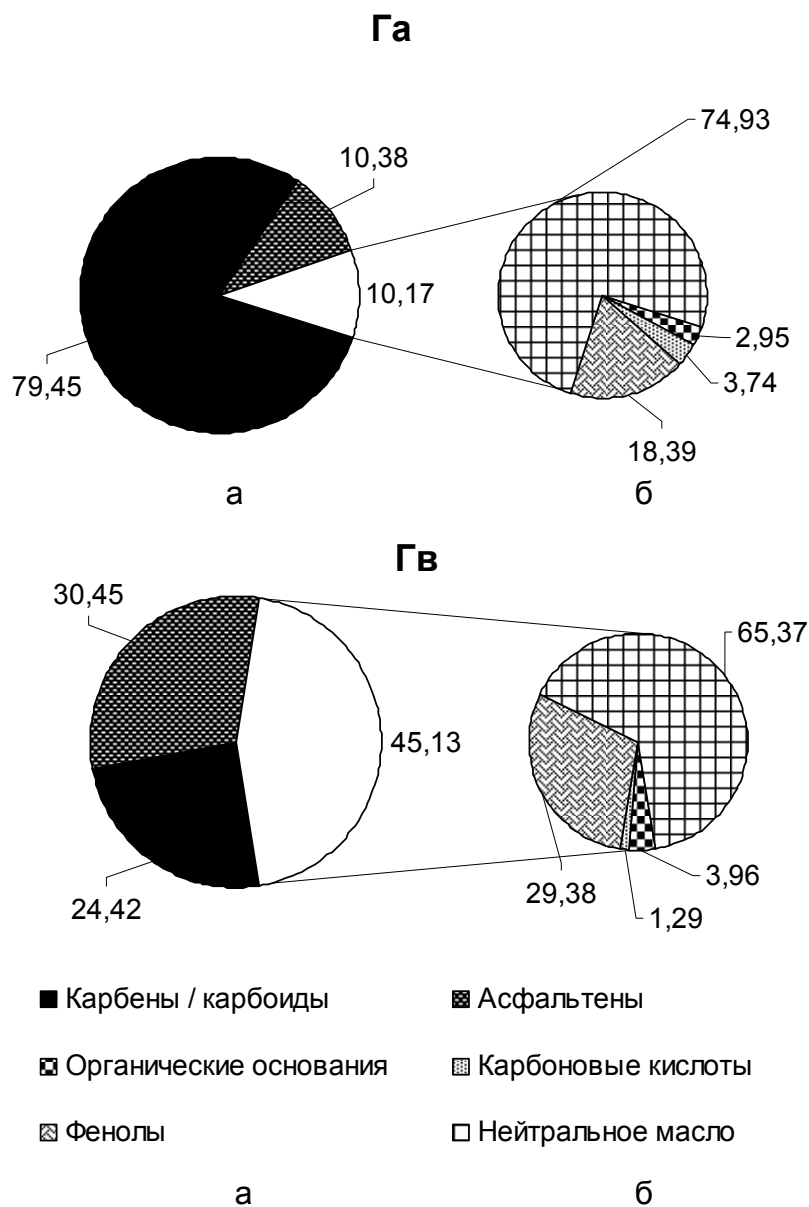 Га
74,93
10,38
10,17
2,95
79,45
3,74
18,39
а б
Гв
30,45
65,37
45,13
29,38
3,96
24,42
1,29
Карбены / карбоиды Асфальтены
Органические основания Карбоновые кислоты
Фенолы Нейтральное масло
а б